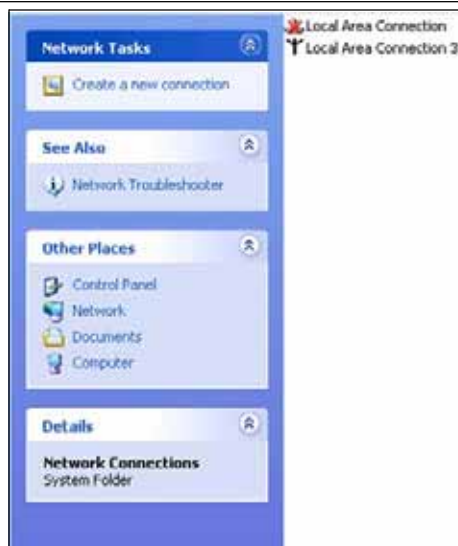 Network Tasks
Create a new connection
See Also
Network Troubleshooter
Other Places
Control Panel
Network
Documents
Computer
Details
Network Connections
System Folder
Local Area Connection
Local Area Connection 3